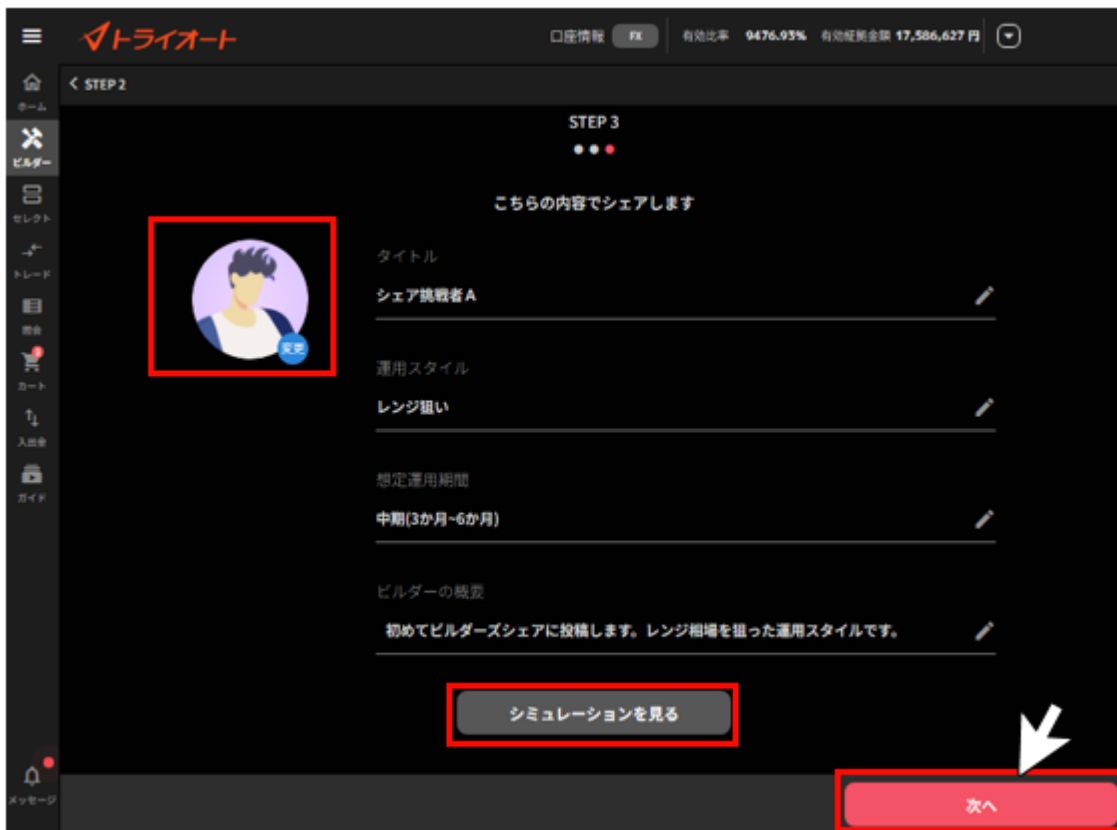 トライオート
口座情報 FX 有効比率 9476.93% 有効証拠金額 17,586,627 円
ホーム
ビルダー
セレクト
トレード
照会
カート
3
入出金
ガイド
メッセージ
< STEP 2
STEP 3
こちらの内容でシェアします
変更
タイトル
シェア挑戦者A
運用スタイル
レンジ狙い
想定運用期間
中期(3か月~6か月)
ビルダーの概要
初めてビルダーズシェアに投稿します。レンジ相場を狙った運用スタイルです。
シミュレーションを見る
次へ